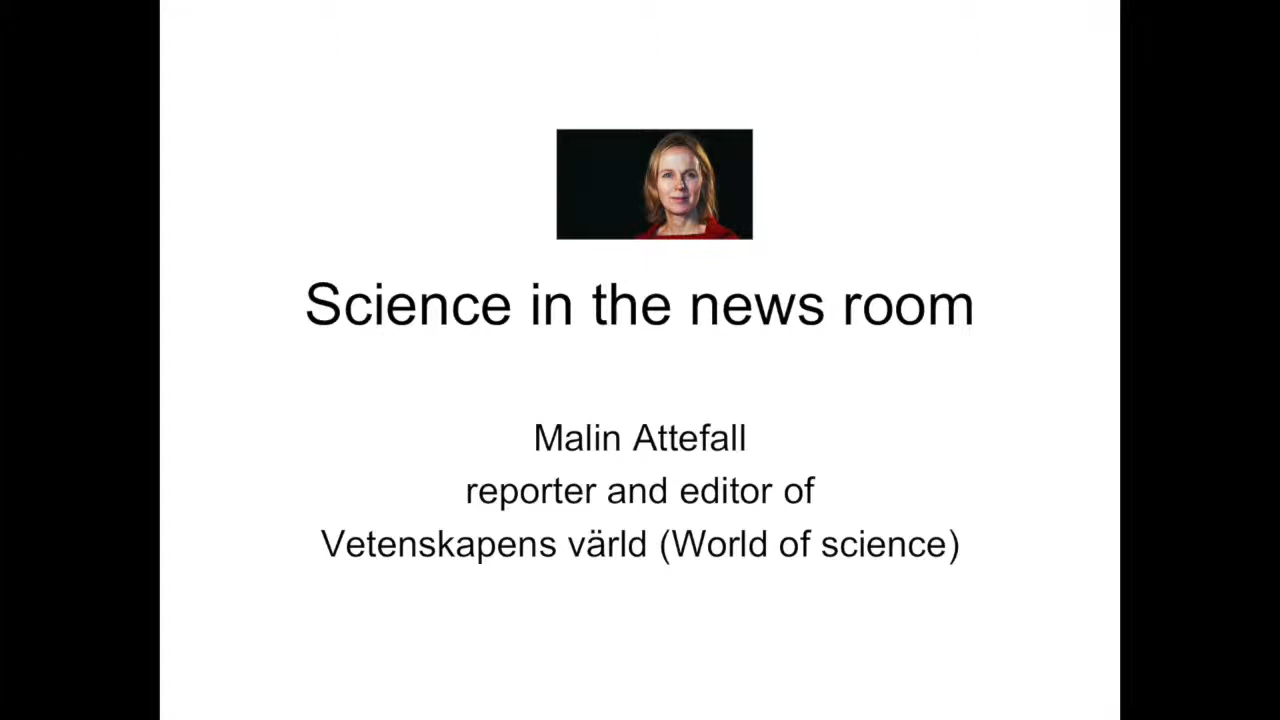 Science in the news room
Malin Attefall
reporter and editor of
Vetenskapens värld (World of science)